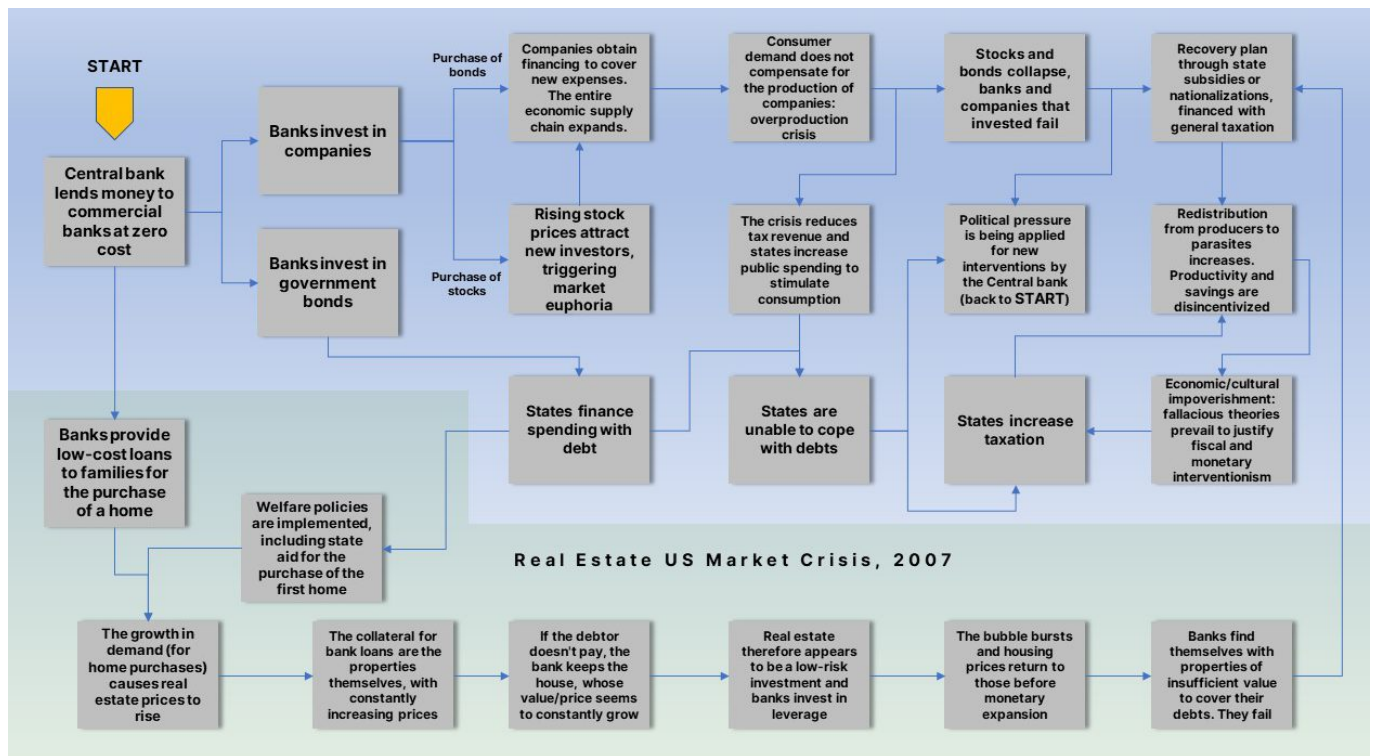 START
Central bank
lends money to
commercial
banks at zero
cost
Banks invest in
companies
Banks invest in
government
bonds
Purchase of
bonds
Purchase
of stocks
Companies obtain
financing to cover
new expenses.
The entire
economic supply
chain expands.
Rising stock
prices attract
new investors,
triggering
market
euphoria
Consumer
demand does not
compensate for
the production of
companies:
overproduction
crisis
The crisis reduces
tax revenue and
states increase
public spending to
stimulate
consumption
Stocks and
bonds collapse,
banks and
companies that
invested fail
Political pressure
is being applied
for new
interventions by
the Central bank
(back to START)
Recovery plan
through state
subsidies or
nationalizations,
financed with
general taxation
Redistribution
from producers to
parasites
increases.
Productivity and
savings are
disincentivized
States finance
spending with
debt
States are
unable to cope
with debts
States increase
taxation
Economic/cultural
impoverishment:
fallacious theories
prevail to justify
fiscal and
monetary
interventionism
Banks provide
low-cost loans
to families for
the purchase
of a home
Welfare policies
are implemented,
including state
aid for the
purchase of the
first home
Real Estate US Market Crisis, 2007
The growth in
demand (for
home purchases)
causes real
estate prices to
rise
The collateral for
bank loans are the
properties
themselves, with
constantly
increasing prices
If the debtor
doesn't pay, the
bank keeps the
house, whose
value/price seems
to constantly grow
Real estate
therefore appears
to be a low-risk
investment and
banks invest in
leverage
The bubble bursts
and housing
prices return to
those before
monetary
expansion
Banks find
themselves with
properties of
insufficient value
to cover their
debts. They fail